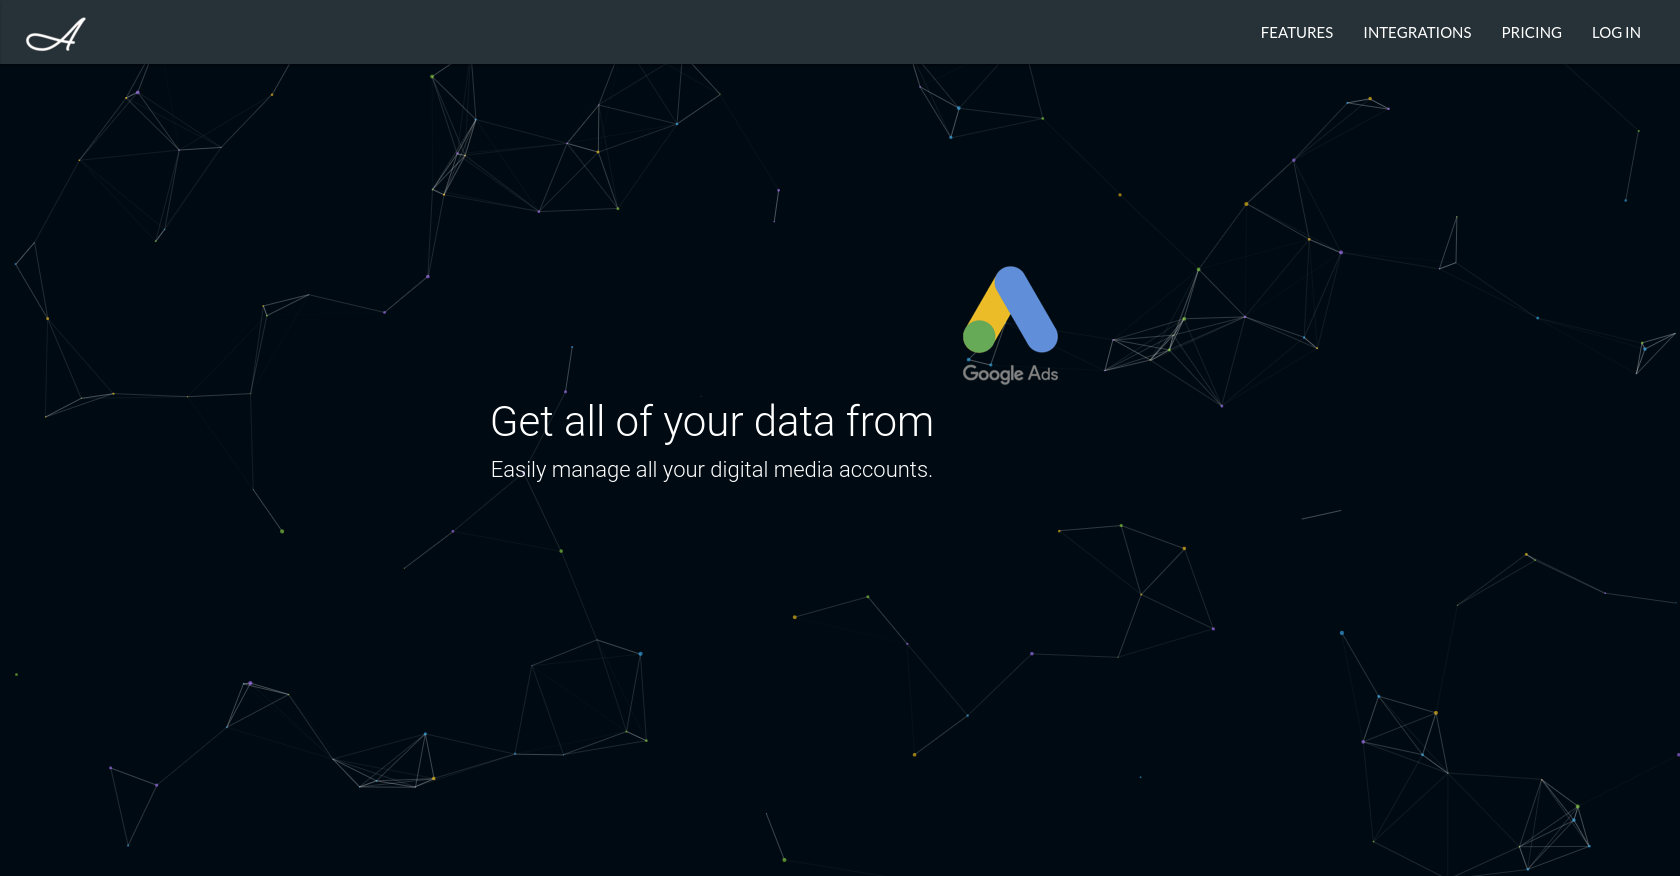 A
FEATURES
INTEGRATIONS
PRICING
LOG IN
Google Ads
Get all of your data from
Easily manage all your digital media accounts.